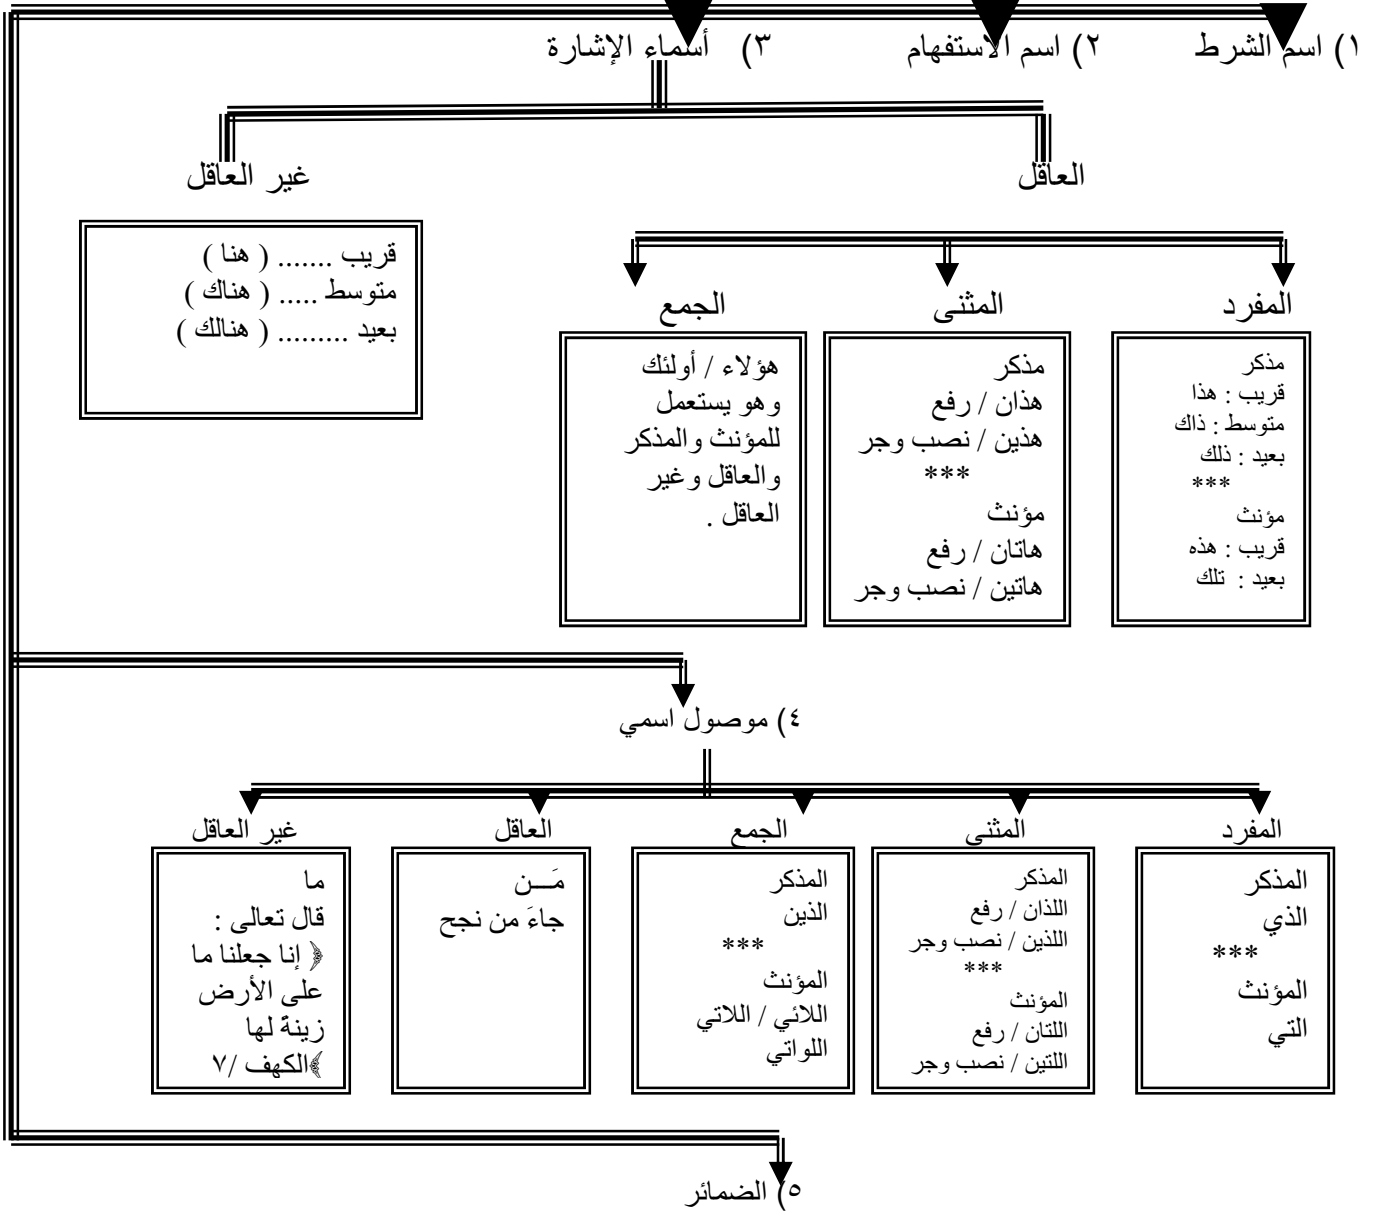 ١) اسم الشرط
٢) اسم الاستفهام
٣) أسماء الإشارة
العاقل
غير العاقل
قريب ....... ( هنا )
متوسط ..... ( هناك )
بعيد ......... ( هنالك )
المفرد
المثنى
الجمع
مذكر
قريب : هذا
متوسط : ذاك
بعيد : ذلك
***
مؤنث
قريب : هذه
بعيد : تلك
مذكر
هذان / رفع
هذين / نصب وجر
***
مؤنث
هاتان / رفع
هاتين / نصب وجر
هؤلاء / أولئك
وهو يستعمل
للمؤنث والمذكر
والعاقل وغير
العاقل .
٤) موصول اسمي
المفرد
المثنى
الجمع
العاقل
غير العاقل
المذكر
الذي
***
المؤنث
التي
المذكر
اللذان / رفع
اللذين / نصب وجر
***
المؤنث
اللتان / رفع
اللتين / نصب وجر
المذكر
الذين
***
المؤنث
اللائي / اللاتي
اللواتي
مَـــن
جاءَ من نجح
ما
قال تعالى :
﴿ إنا جعلنا ما
على الأرض
زينةً لها
﴾الكهف /٧
٥) الضمائر